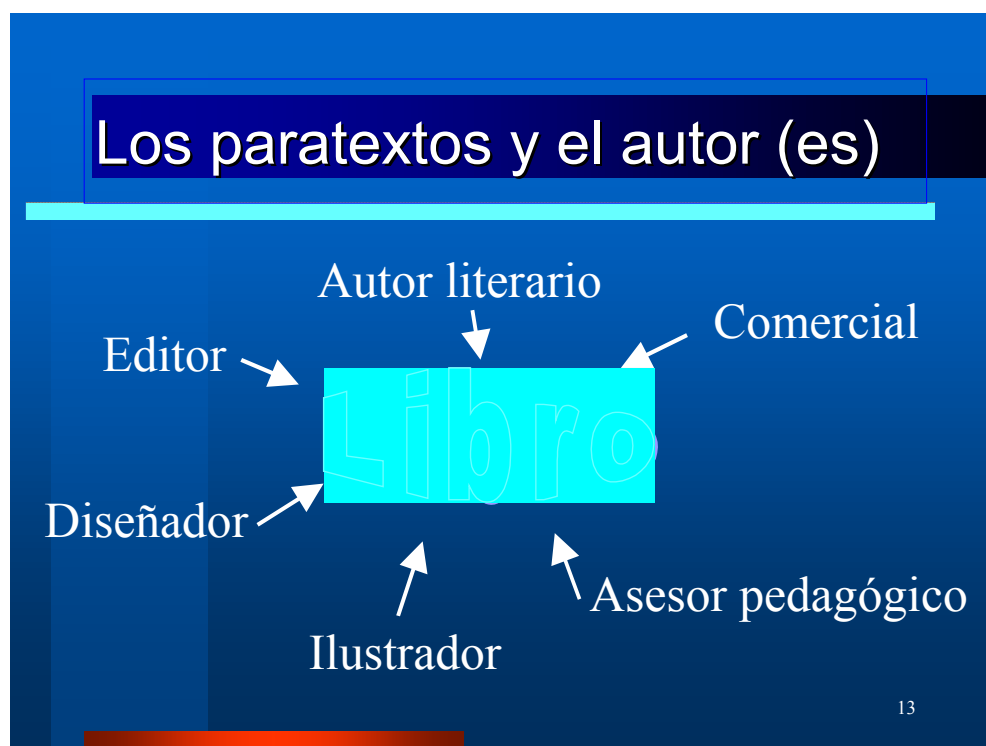 Los paratextos y el autor (es)
Autor literario
Comercial
Editor
Libro
Diseñador
Asesor pedagógico
Ilustrador
13